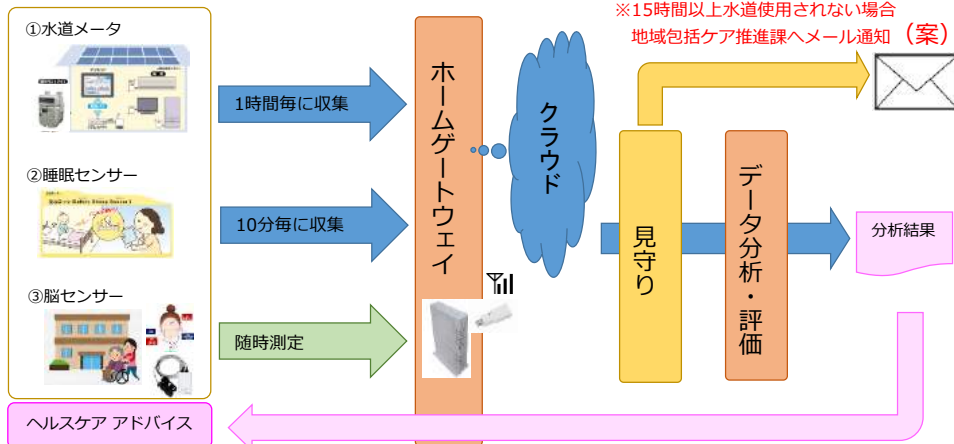 ※15時間以上水道使用されない場合
地域包括ケア推進課へメール通知（案）
①水道メータ
1時間毎に収集
②睡眠センサー
10分毎に収集
③脳センサー
随時測定
ホームゲートウェイ
クラウド
見守り
データ分析・評価
分析結果
ヘルスケア アドバイス